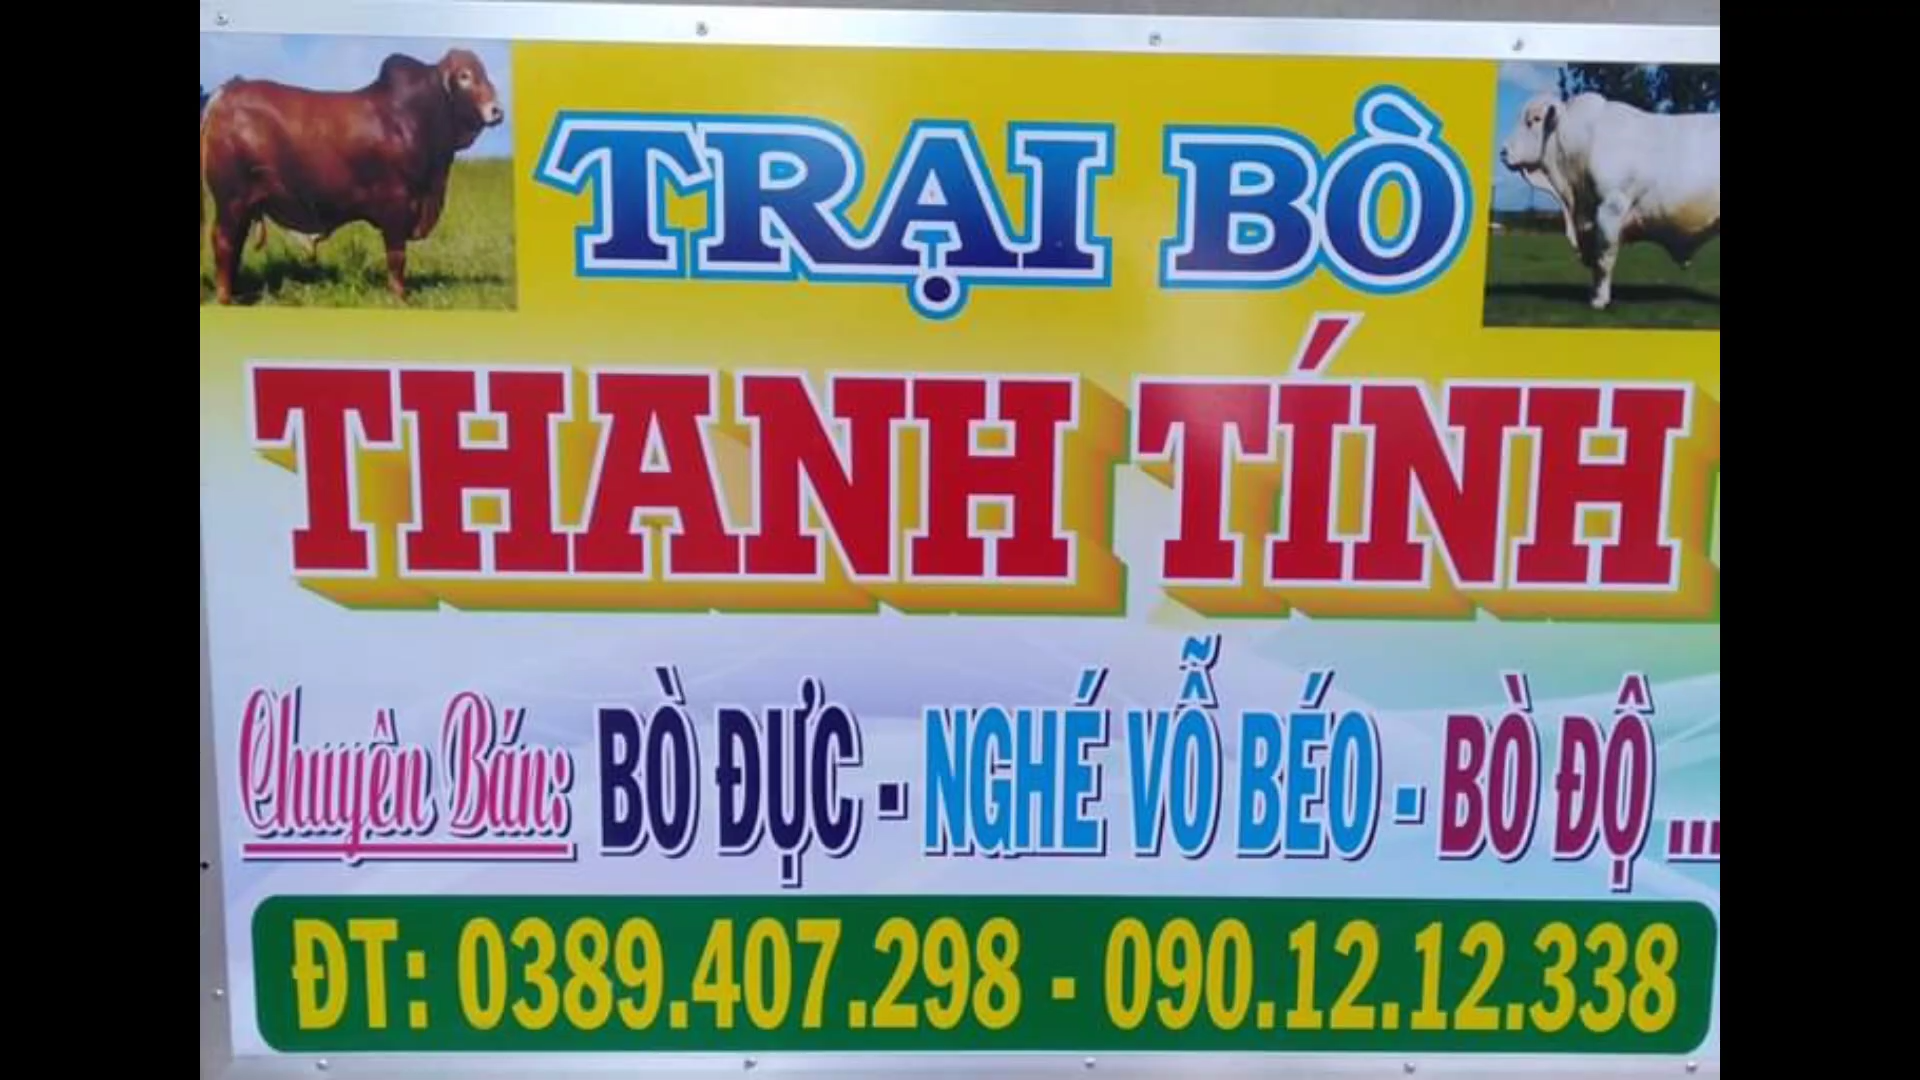 TRẠI BÒ
THANH TÍNH
Chuyên Bán: BÒ ĐỰC - NGHÉ VỖ BÉO - BÒ ĐỘ ...
ĐT: 0389.407.298 - 090.12.12.338